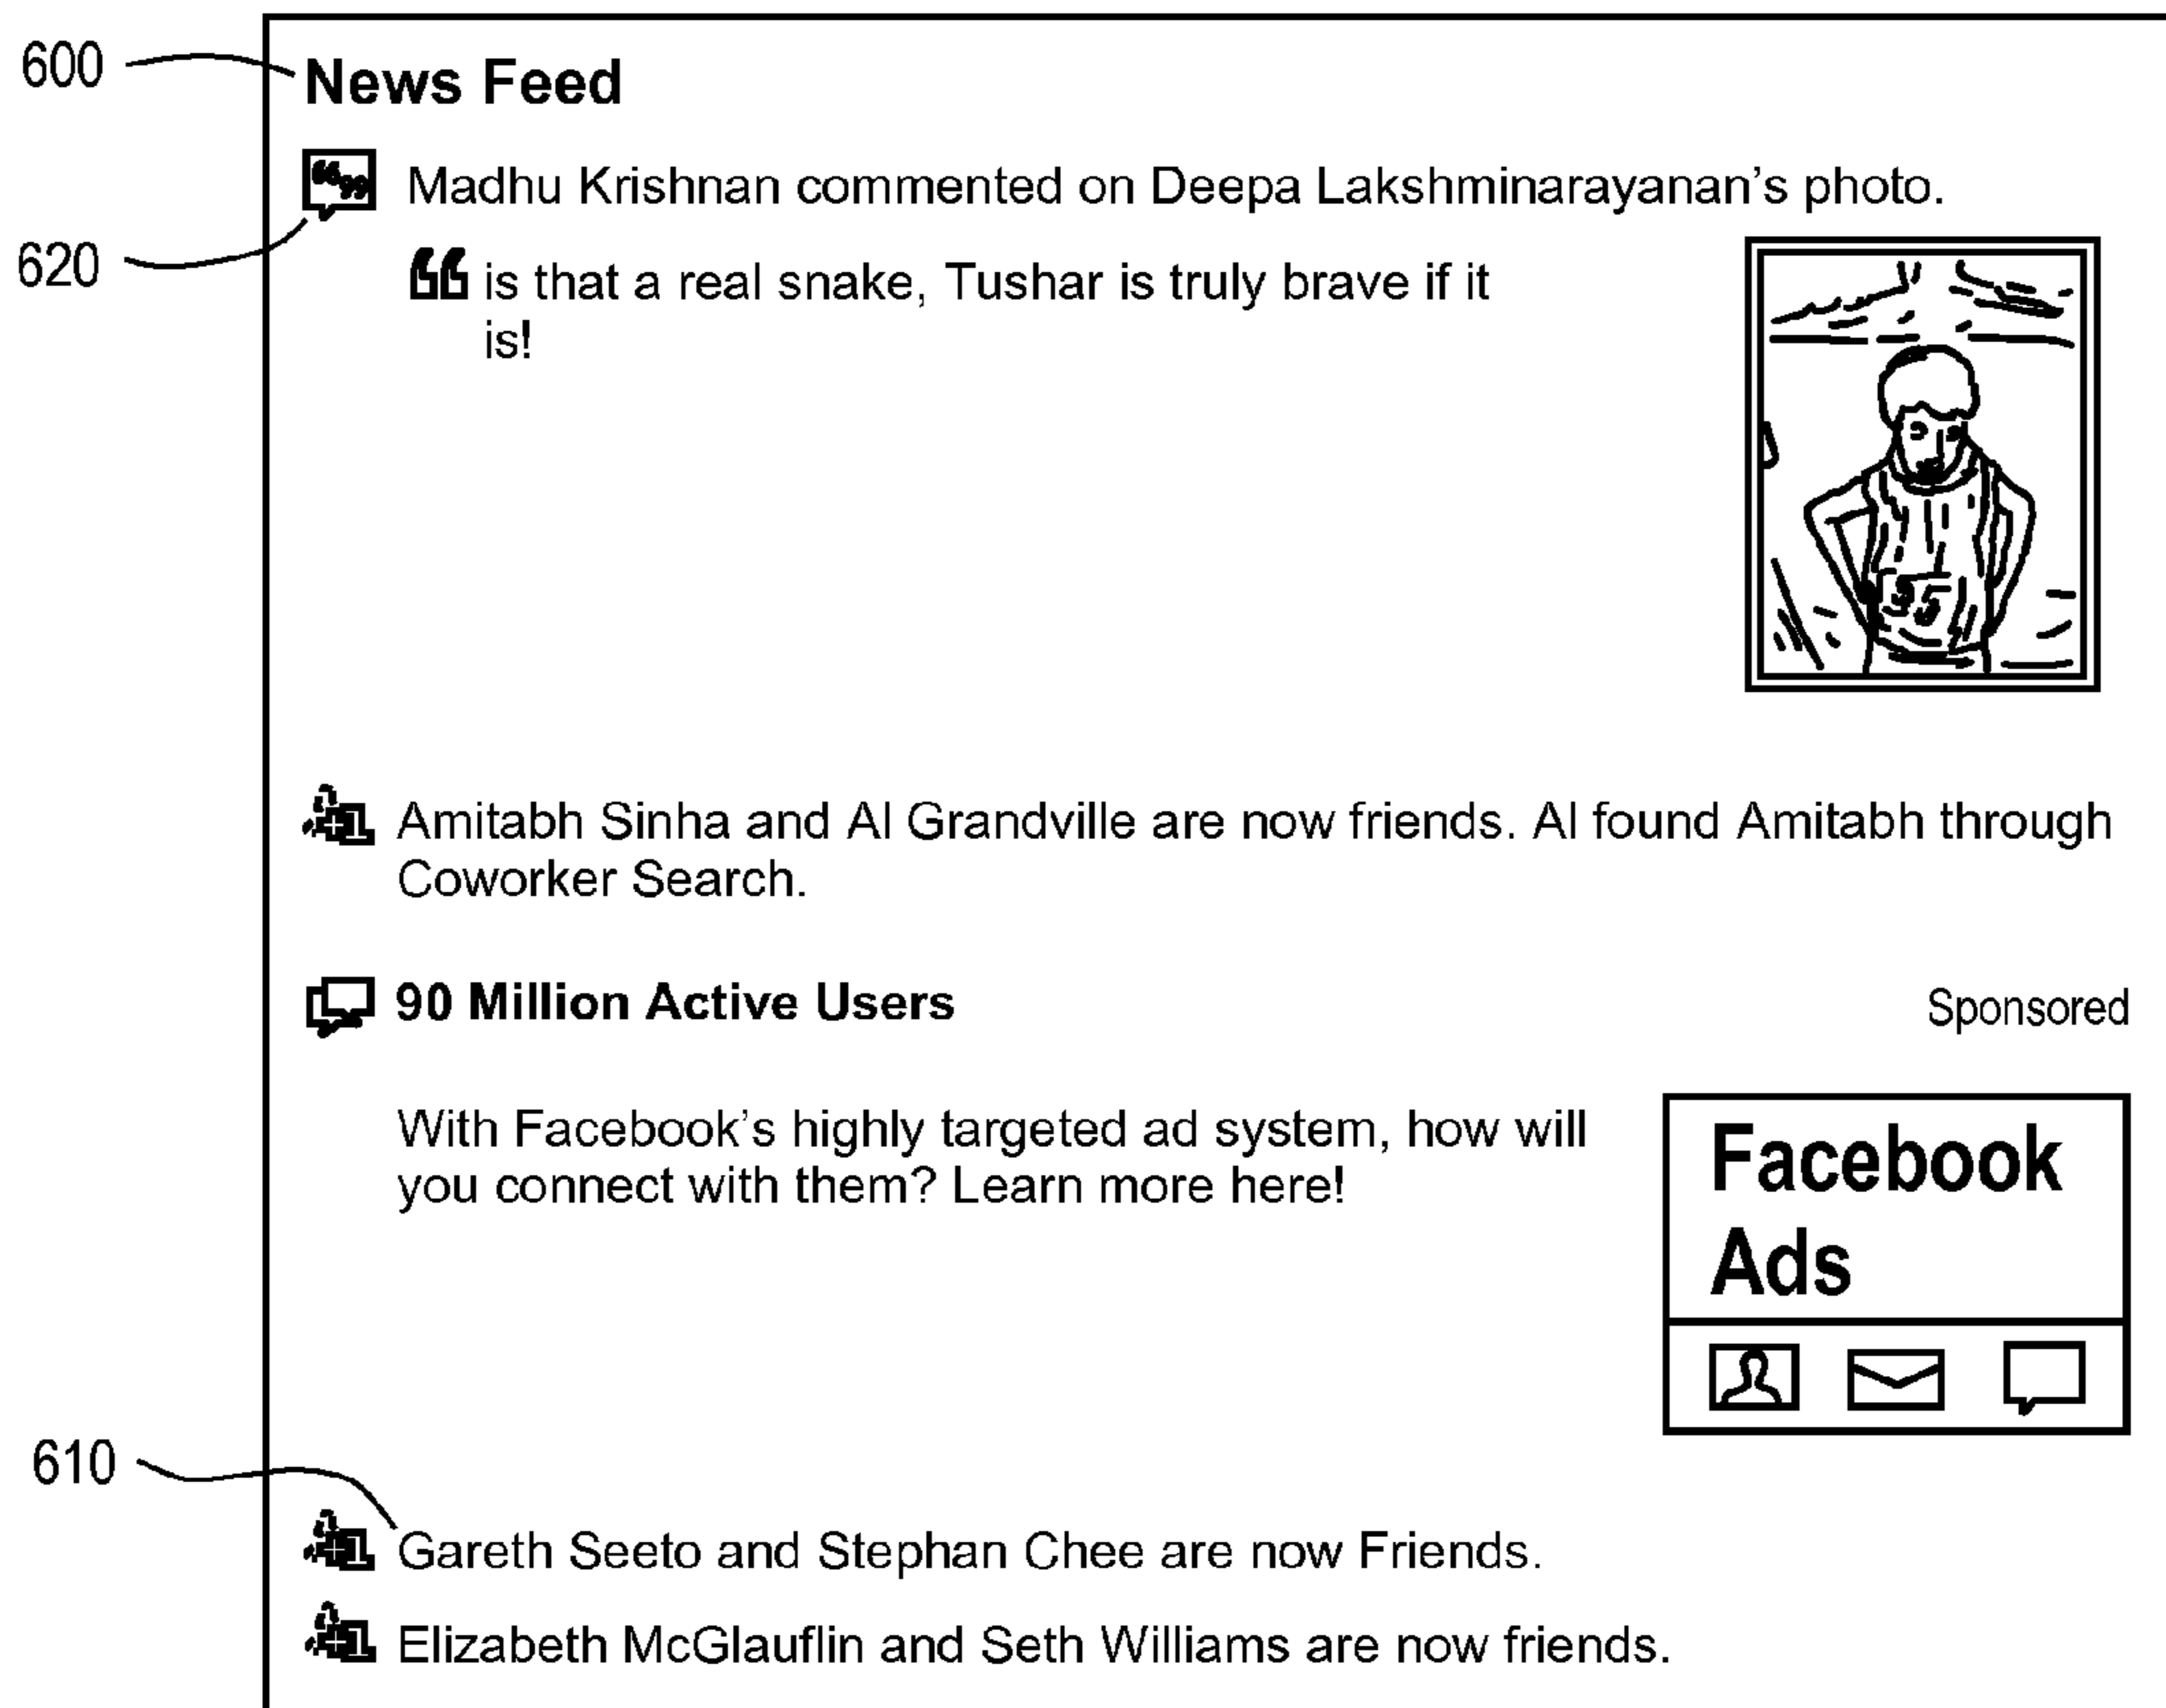 600
News Feed
Madhu Krishnan commented on Deepa Lakshminarayanan's photo.
620
“ is that a real snake, Tushar is truly brave if it
is!
+1 Amitabh Sinha and Al Grandville are now friends. Al found Amitabh through
Coworker Search.
90 Million Active Users
Sponsored
With Facebook's highly targeted ad system, how will
you connect with them? Learn more here!
Facebook
Ads
610
+1 Gareth Seeto and Stephan Chee are now Friends.
+1 Elizabeth McGlauflin and Seth Williams are now friends.